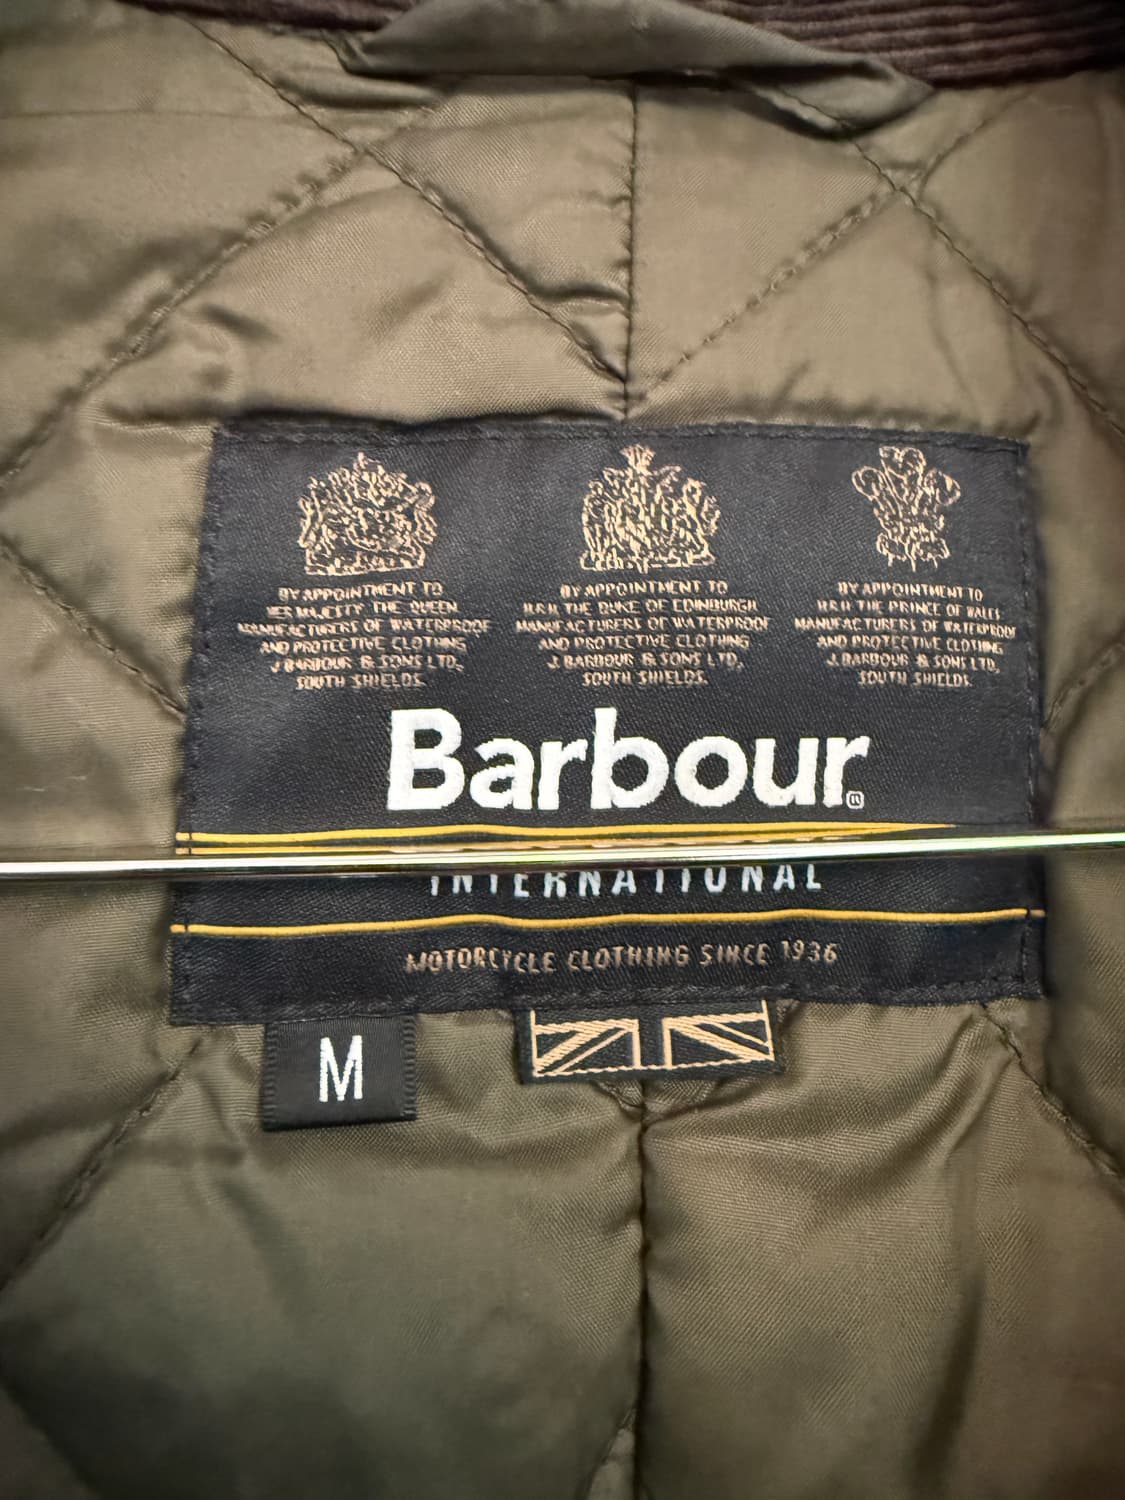 BY APPOINTMENT TO
HER MAJESTY THE QUEEN
MANUFACTURERS OF WATERPROOF
AND PROTECTIVE CLOTHING
J. BARBOUR & SONS LTD.
SOUTH SHIELDS.
BY APPOINTMENT TO
H.R.H. THE DUKE OF EDINBURGH
MANUFACTURERS OF WATERPROOF
AND PROTECTIVE CLOTHING
J. BARBOUR & SONS LTD.
SOUTH SHIELDS.
BY APPOINTMENT TO
H.R.H. THE PRINCE OF WALES
MANUFACTURERS OF WATERPROOF
AND PROTECTIVE CLOTHING
J. BARBOUR & SONS LTD.
SOUTH SHIELDS.
Barbour®
INTERNATIONAL
MOTORCYCLE CLOTHING SINCE 1936
M